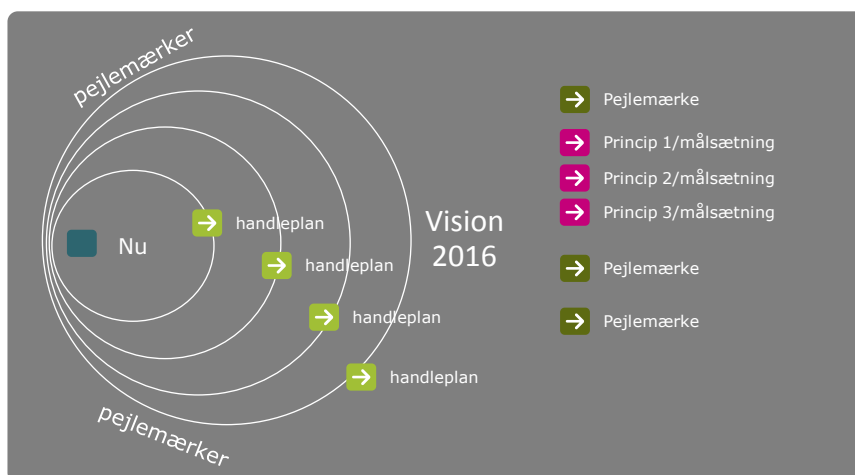 pejlemærker
Nu
handleplan
handleplan
handleplan
handleplan
pejlemærker
Vision
2016
Pejlemærke
Princip 1/målsætning
Princip 2/målsætning
Princip 3/målsætning
Pejlemærke
Pejlemærke